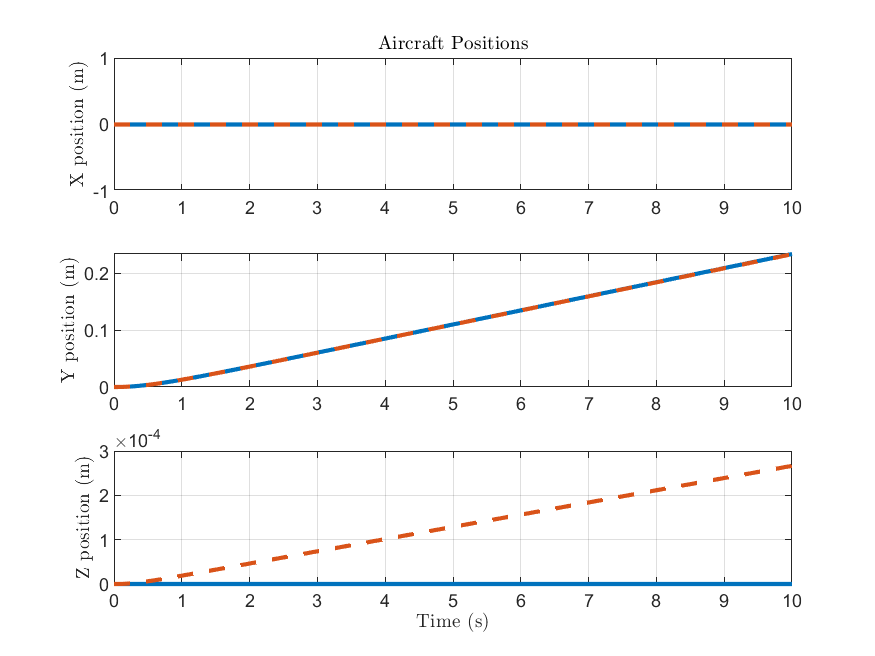 Aircraft Positions
X position (m)
1
0
-1
0 1 2 3 4 5 6 7 8 9 10
Y position (m)
0.2
0.1
0
0 1 2 3 4 5 6 7 8 9 10
×10-4
Z position (m)
3
2
1
0
0 1 2 3 4 5 6 7 8 9 10
Time (s)